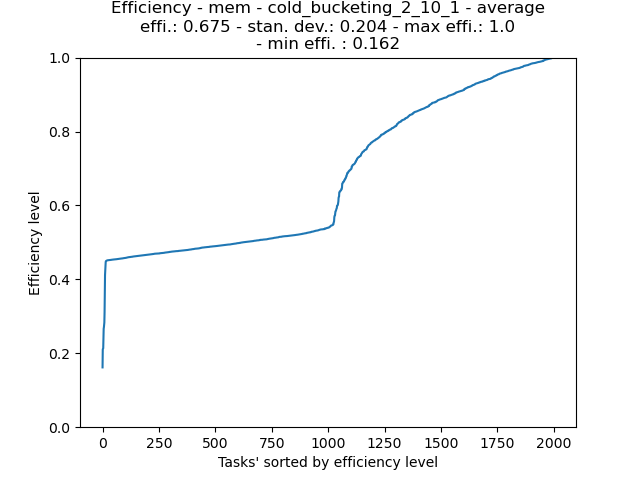 Efficiency - mem - cold_bucketing_2_10_1 - average
effi.: 0.675 - stan. dev.: 0.204 - max effi.: 1.0
- min effi. : 0.162
1.0
0.8
0.6
0.4
0.2
0.0
Efficiency level
0 250 500 750 1000 1250 1500 1750 2000
Tasks' sorted by efficiency level